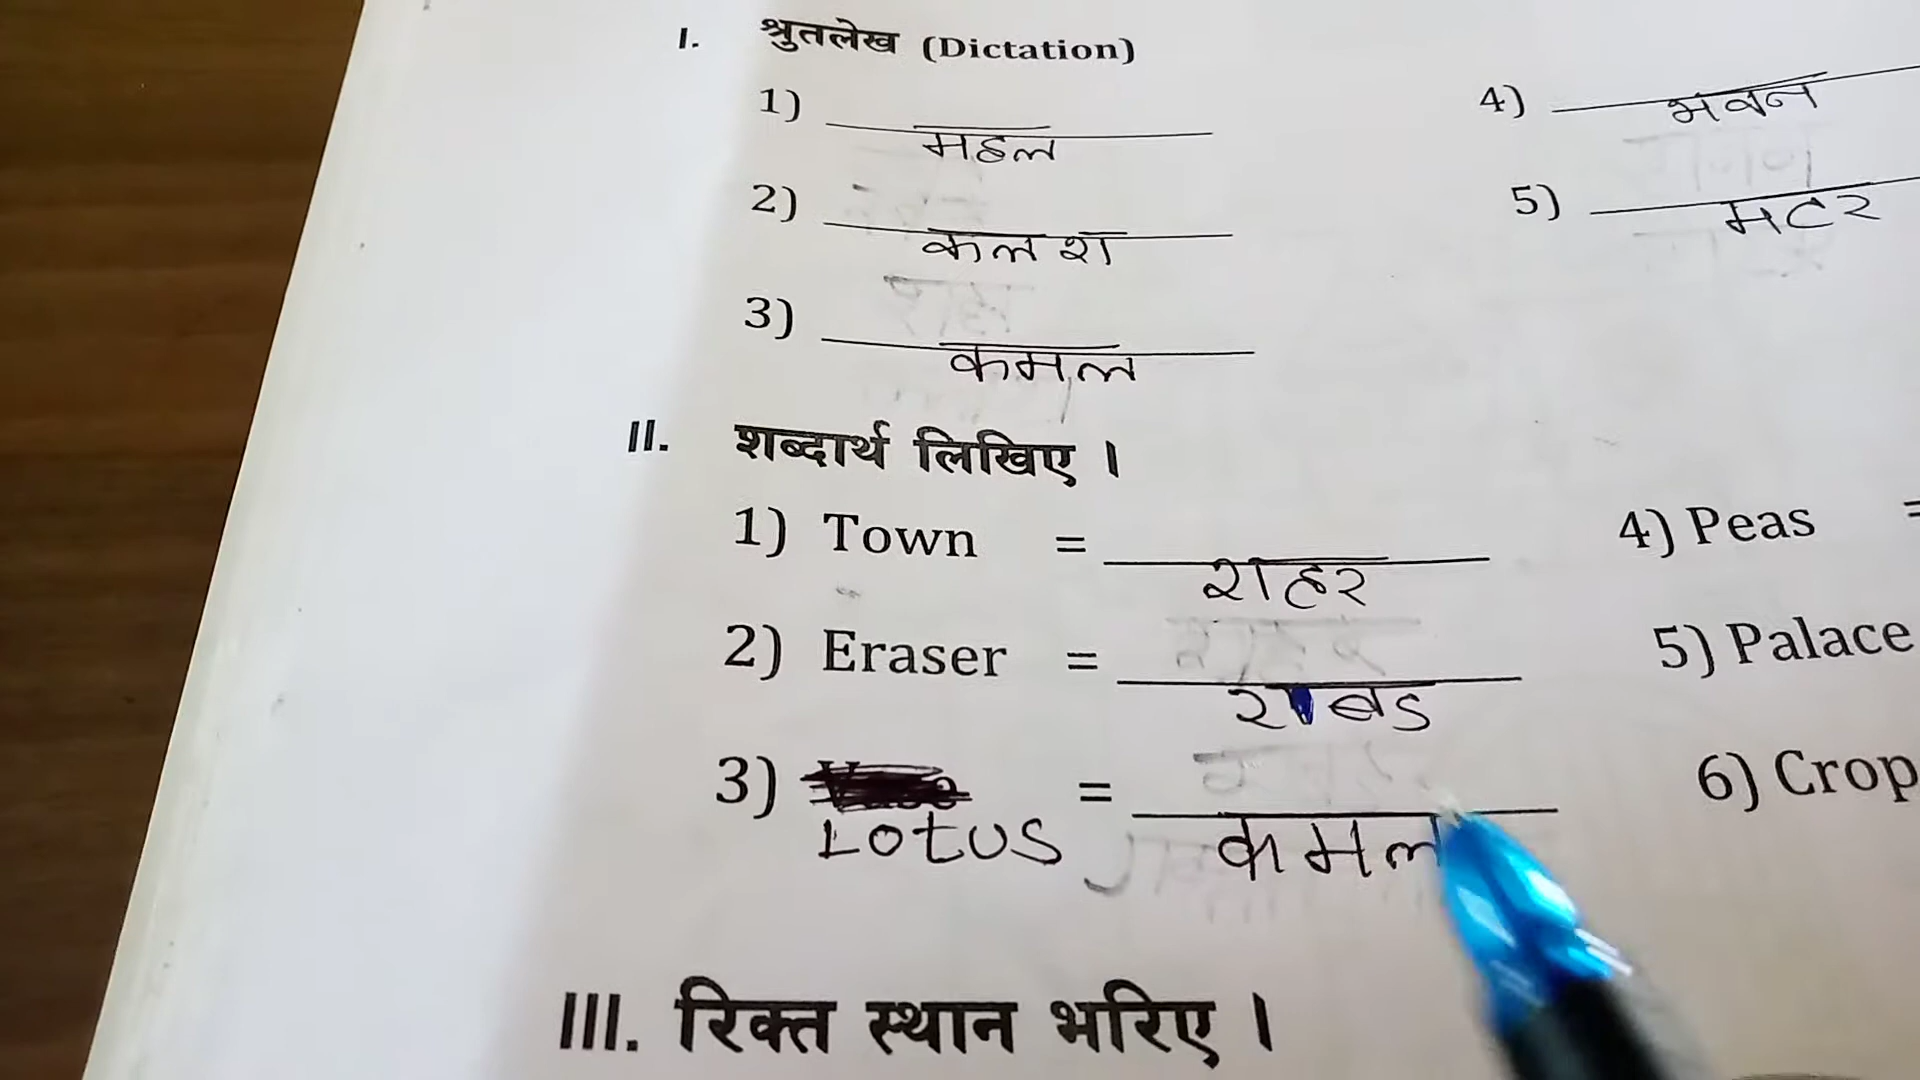 I. श्रुतलेख (Dictation)
1) महल
2) कलश
3) कमल
4) भवन
5) मटर
II. शब्दार्थ लिखिए ।
1) Town = शहर
2) Eraser = रबड
3) Lotus = कमल
4) Peas =
5) Palace
6) Crop
III. रिक्त स्थान भरिए ।